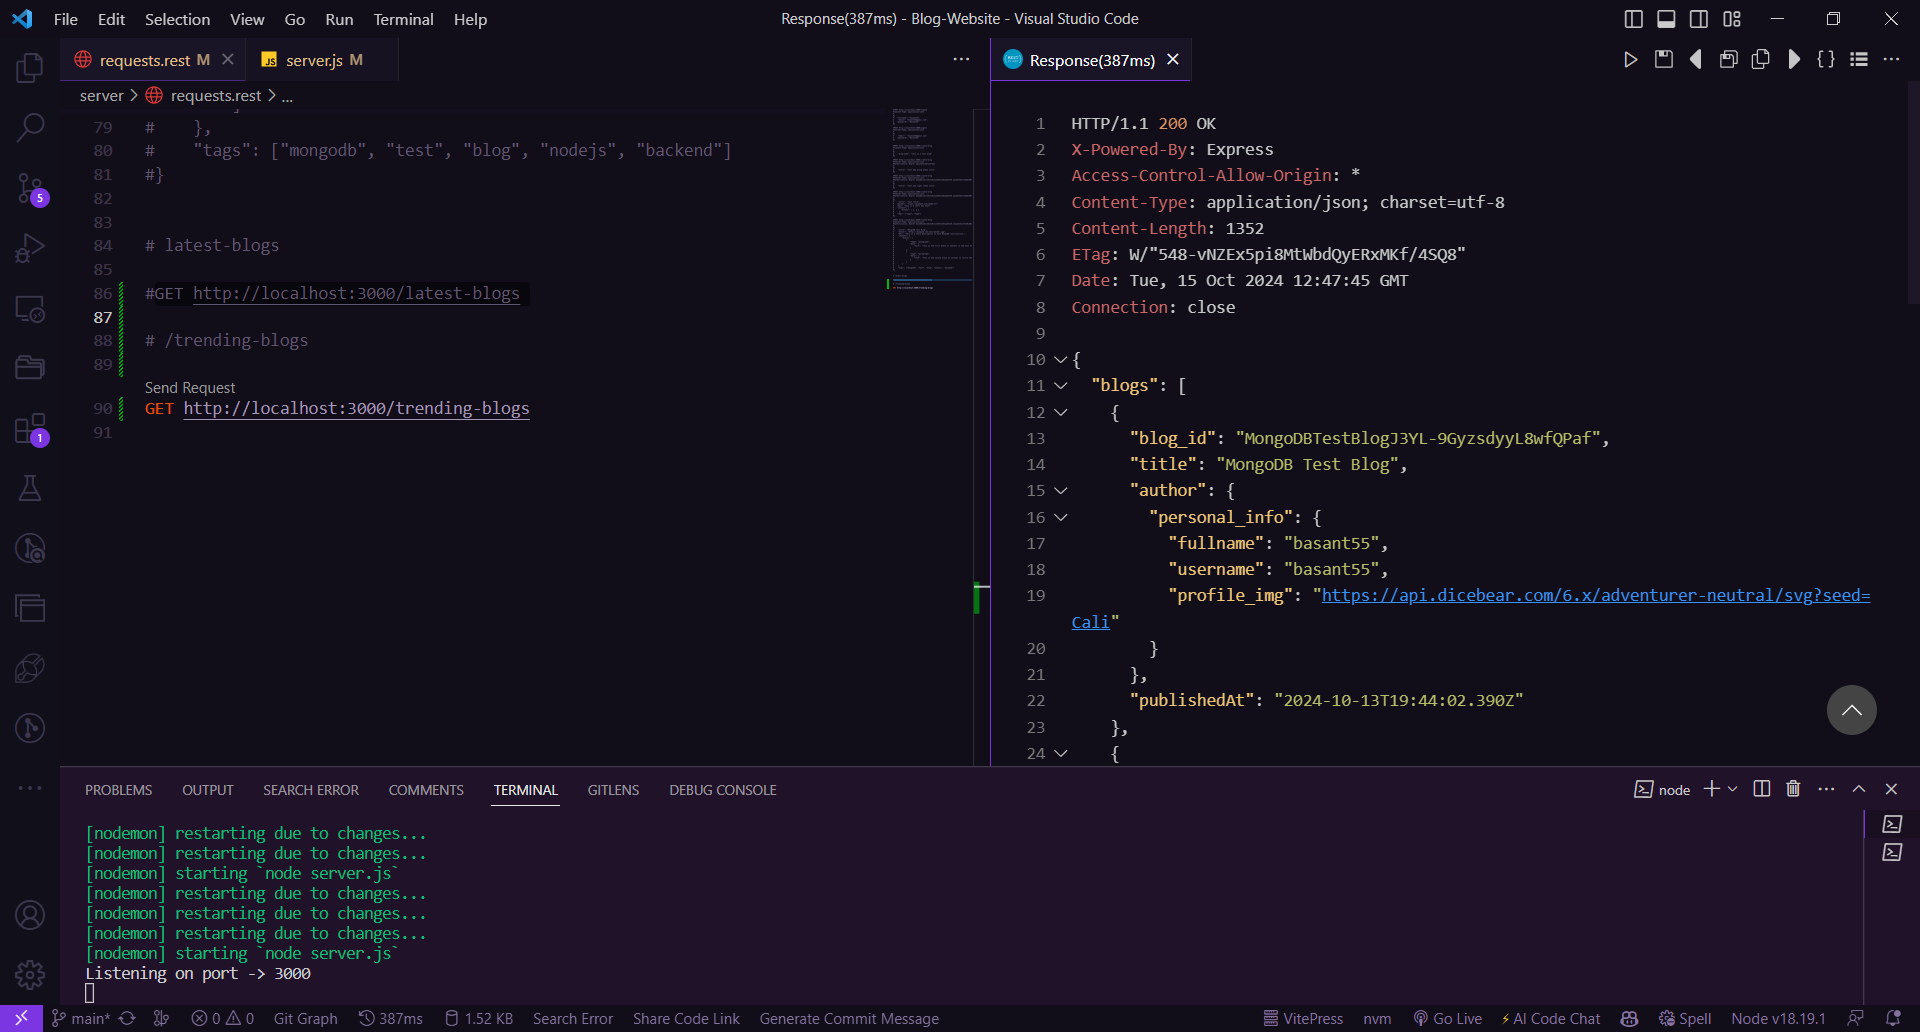 File Edit Selection View Go Run Terminal Help
Response(387ms) - Blog-Website - Visual Studio Code
requests.rest M
JS server.js M
Response(387ms)
server > requests.rest > ...
79 # },
80 # "tags": ["mongodb", "test", "blog", "nodejs", "backend"]
81 #}
82
83
84 # latest-blogs
85
86 #GET http://localhost:3000/latest-blogs
87
88 # /trending-blogs
89
Send Request
90 GET http://localhost:3000/trending-blogs
91
1 HTTP/1.1 200 OK
2 X-Powered-By: Express
3 Access-Control-Allow-Origin: *
4 Content-Type: application/json; charset=utf-8
5 Content-Length: 1352
6 ETag: W/"548-vNZEx5pi8MtWbdQyERxMKf/4SQ8"
7 Date: Tue, 15 Oct 2024 12:47:45 GMT
8 Connection: close
9
10 {
11 "blogs": [
12 {
13 "blog_id": "MongoDBTestBlogJ3YL-9GyzsdyyL8wfQPaf",
14 "title": "MongoDB Test Blog",
15 "author": {
16 "personal_info": {
17 "fullname": "basant55",
18 "username": "basant55",
19 "profile_img": "https://api.dicebear.com/6.x/adventurer-neutral/svg?seed=
Cali"
20 }
21 },
22 "publishedAt": "2024-10-13T19:44:02.390Z"
23 },
24 {
5
1
PROBLEMS OUTPUT SEARCH ERROR COMMENTS TERMINAL GITLENS DEBUG CONSOLE
node
[nodemon] restarting due to changes...
[nodemon] restarting due to changes...
[nodemon] starting `node server.js`
[nodemon] restarting due to changes...
[nodemon] restarting due to changes...
[nodemon] restarting due to changes...
[nodemon] starting `node server.js`
Listening on port -> 3000
main* 0 0 Git Graph 387ms 1.52 KB Search Error Share Code Link Generate Commit Message VitePress nvm Go Live AI Code Chat Spell Node v18.19.1